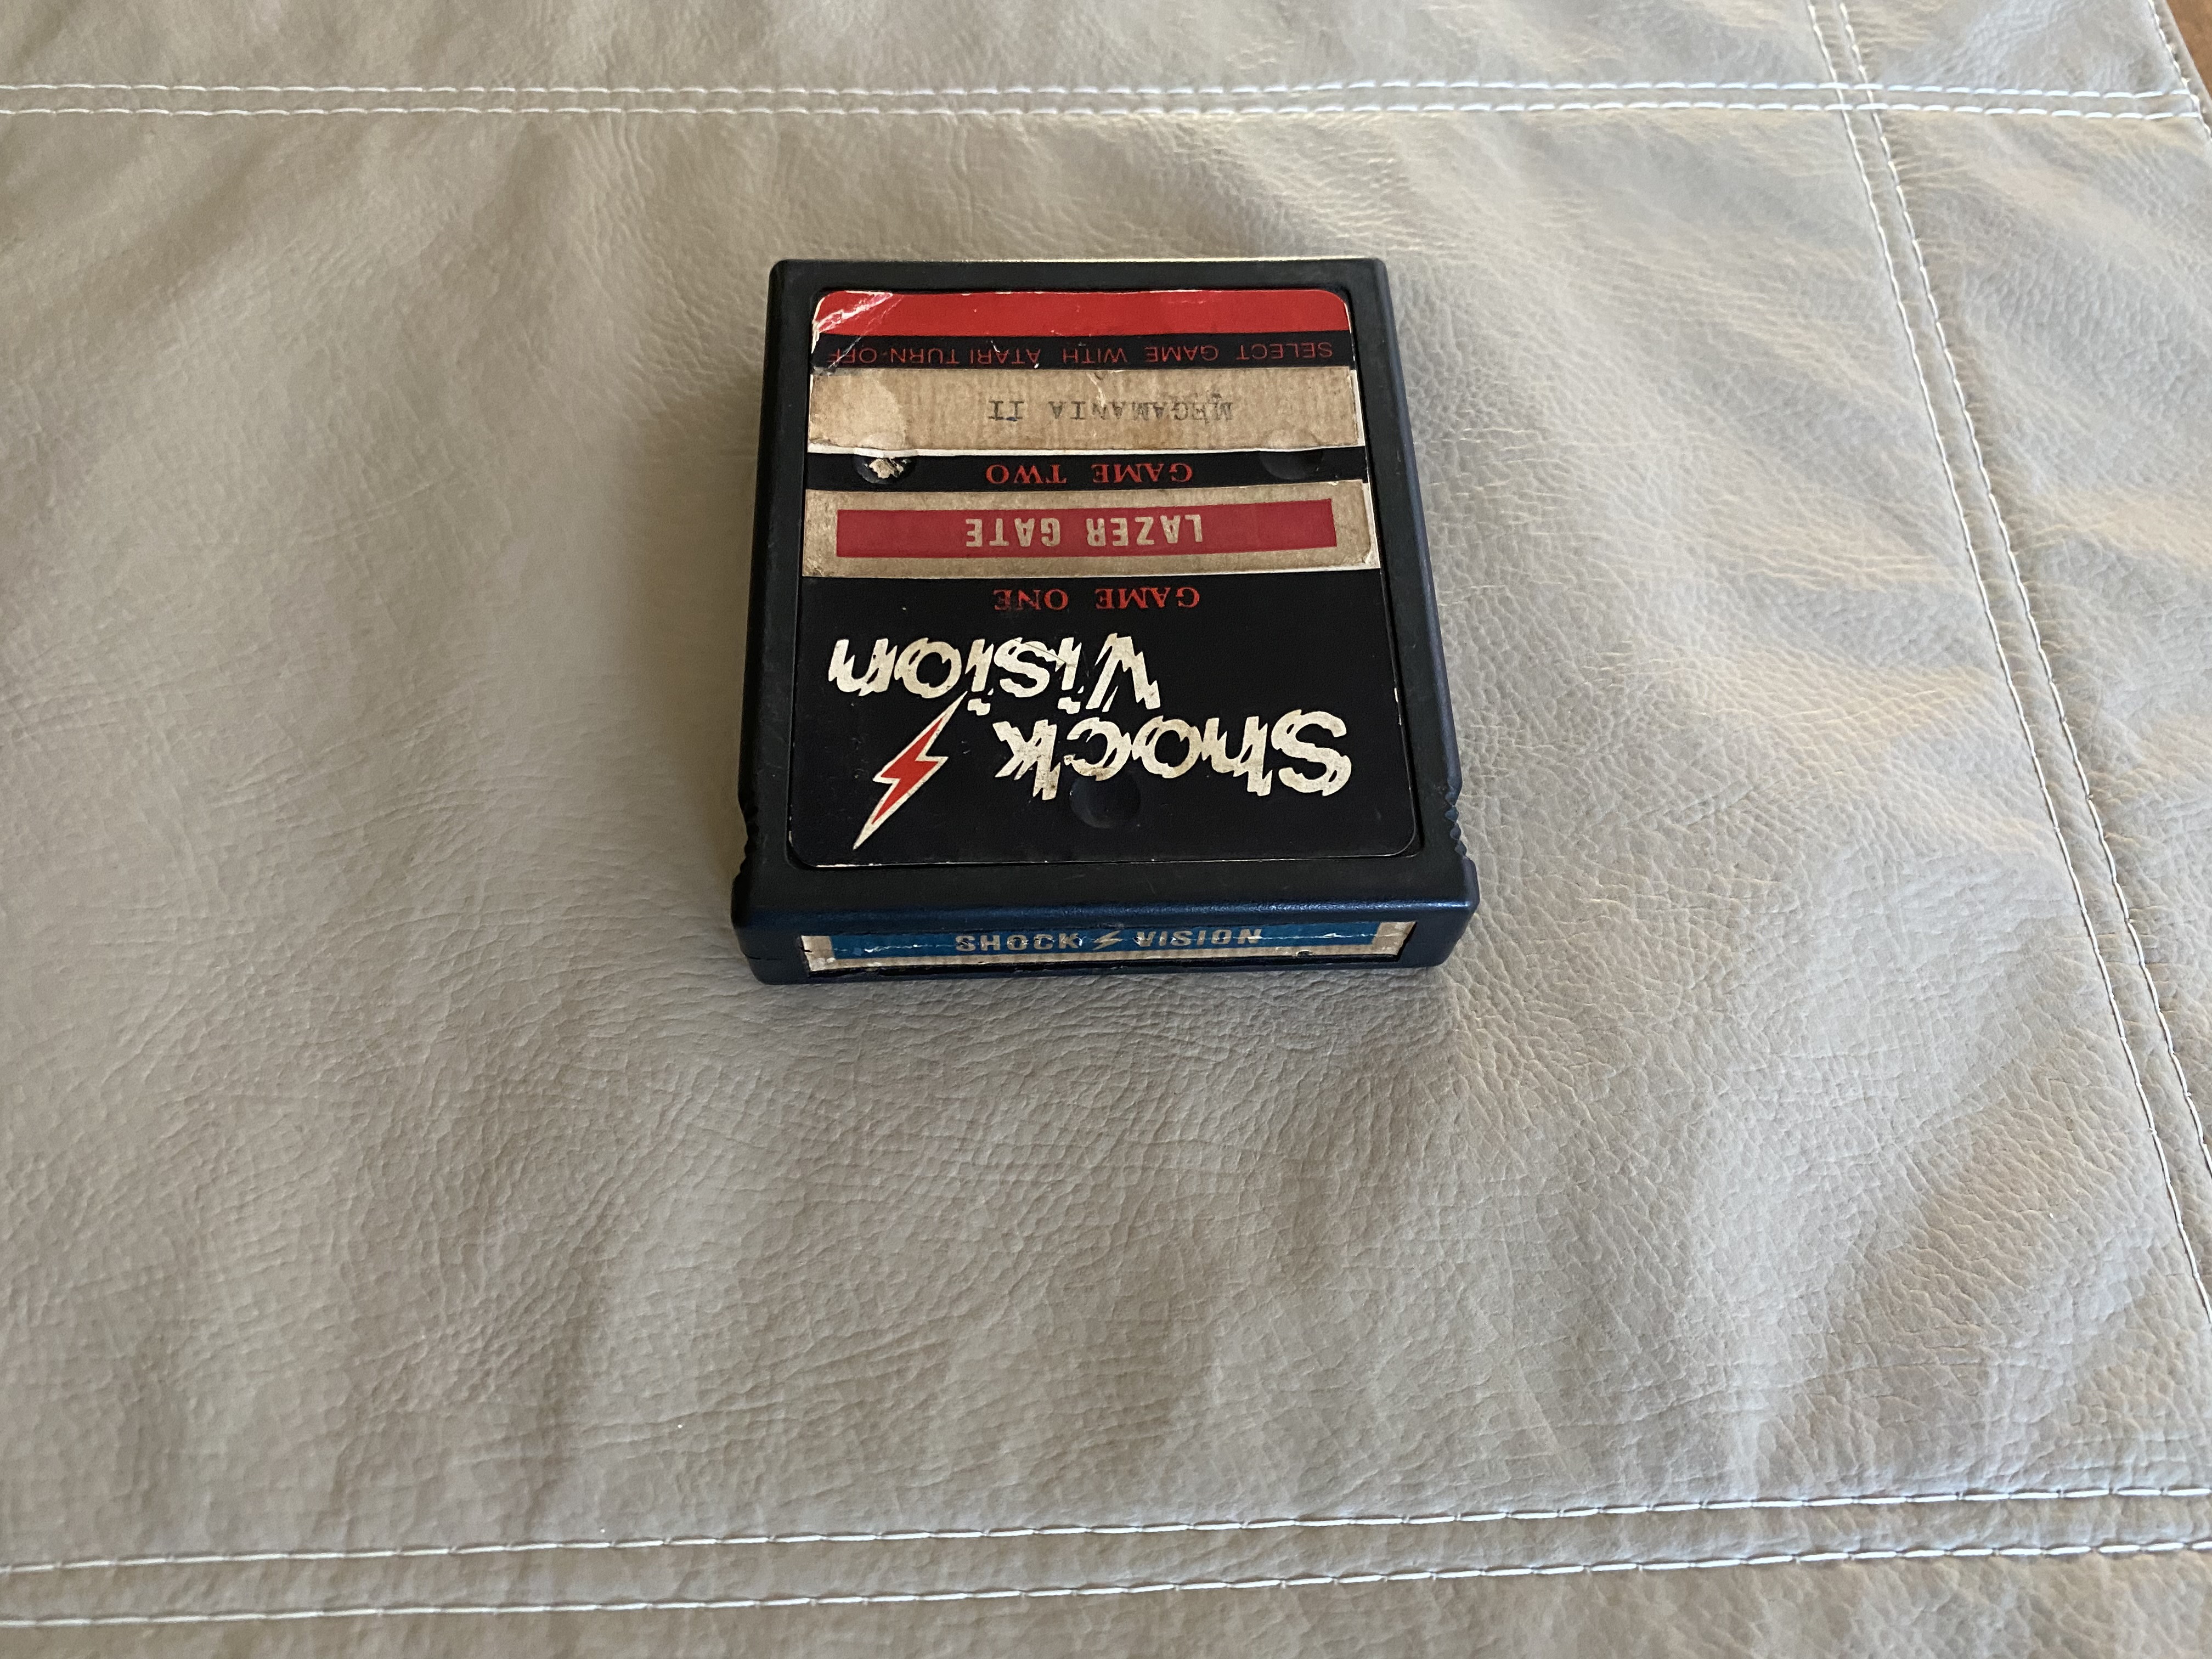 Shock
Vision
GAME ONE
LAZER GATE
GAME TWO
MEGAMANIA II
SELECT GAME WITH ATARI TURN-OFF
SHOCK VISION